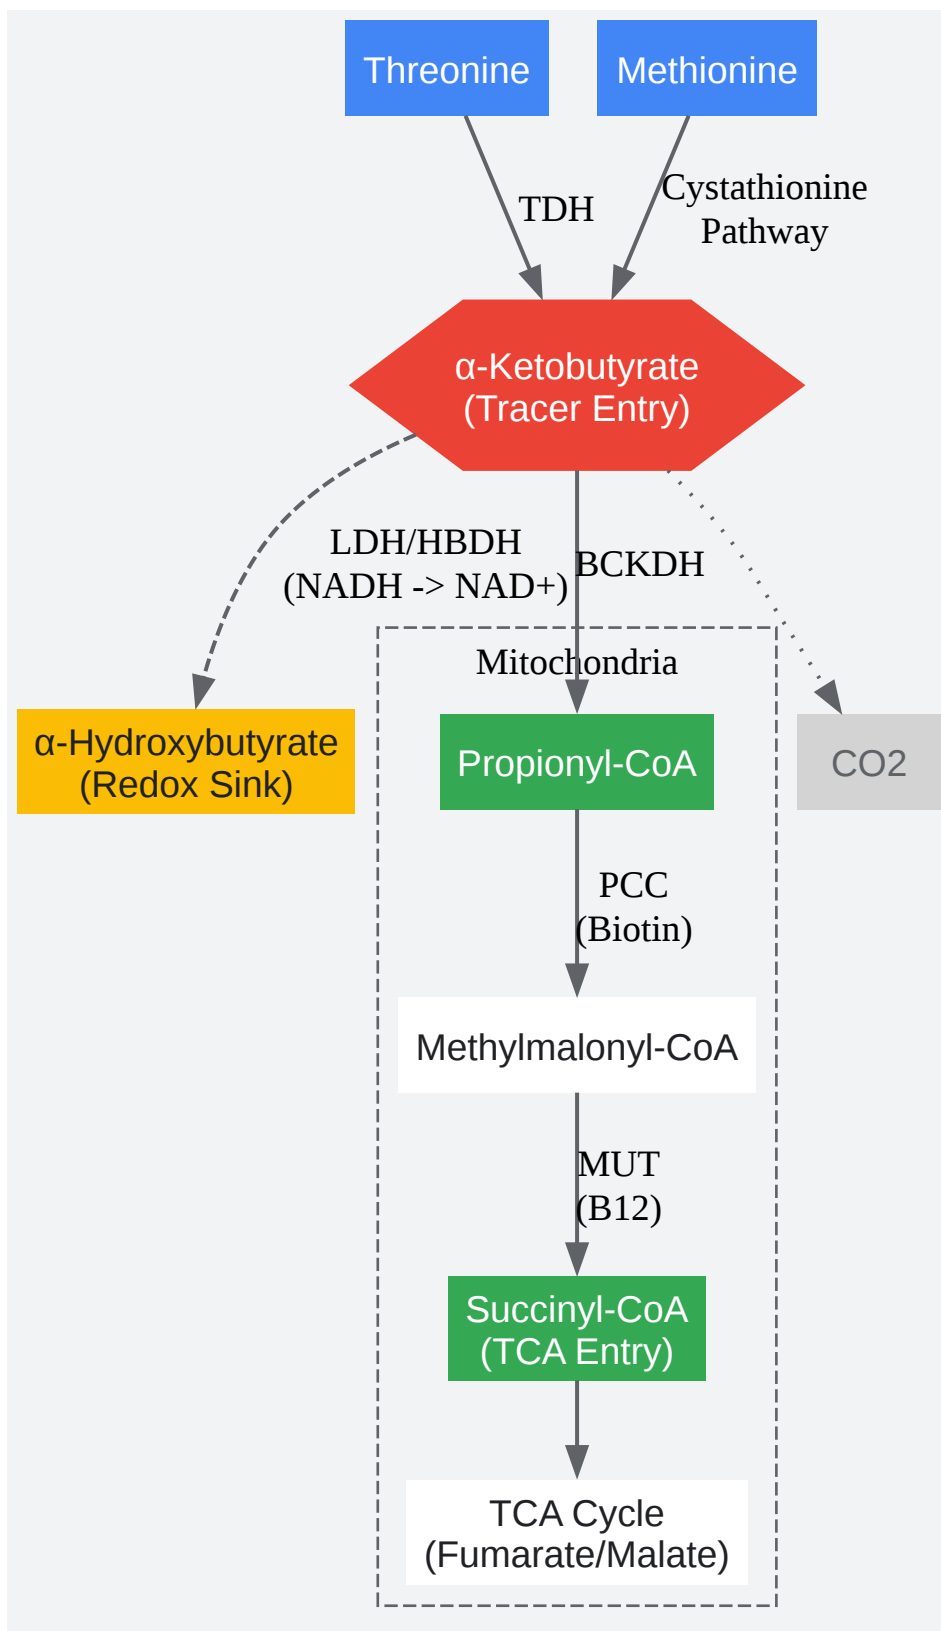 Threonine
Methionine
TDH
Cystathionine
Pathway
α-Ketobutyrate
(Tracer Entry)
LDH/HBDH
(NADH -> NAD+)
BCKDH
Mitochondria
α-Hydroxybutyrate
(Redox Sink)
Propionyl-CoA
CO2
PCC
(Biotin)
Methylmalonyl-CoA
MUT
(B12)
Succinyl-CoA
(TCA Entry)
TCA Cycle
(Fumarate/Malate)